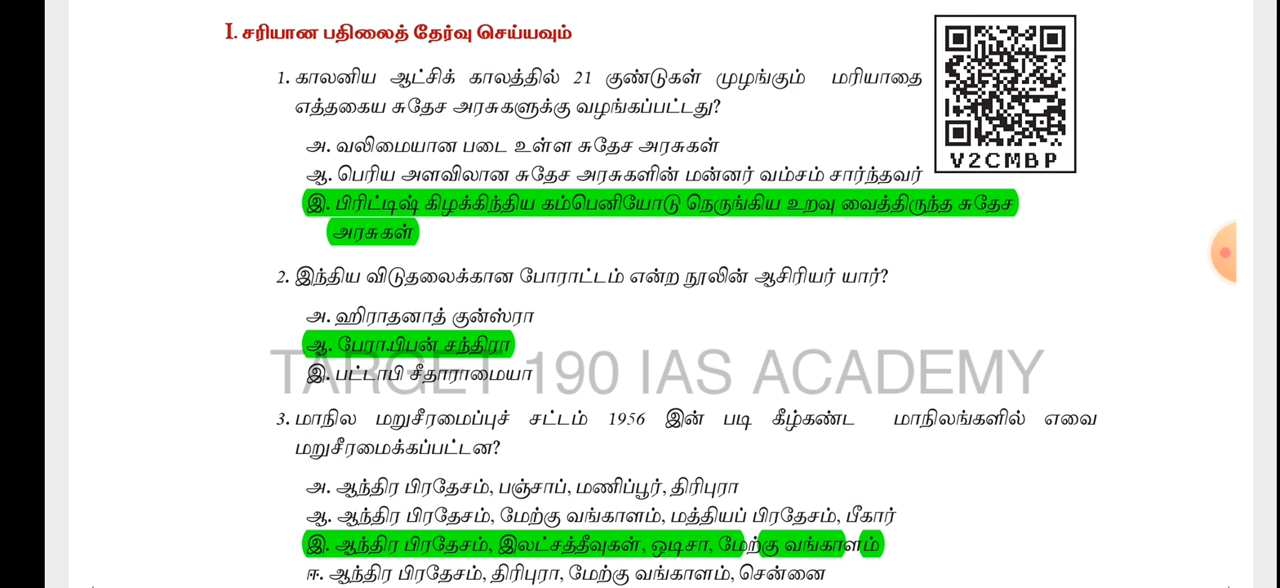 I. சரியான பதிலைத் தேர்வு செய்யவும்
1. காலனிய ஆட்சிக் காலத்தில் 21 குண்டுகள் முழங்கும் மரியாதை
எத்தகைய சுதேச அரசுகளுக்கு வழங்கப்பட்டது?
அ. வலிமையான படை உள்ள சுதேச அரசுகள்
V2CMBP
ஆ. பெரிய அளவிலான சுதேச அரசுகளின் மன்னர் வம்சம் சார்ந்தவர்
இ. பிரிட்டிஷ் கிழக்கிந்திய கம்பெனியோடு நெருங்கிய உறவு வைத்திருந்த சுதேச
அரசுகள்
2. இந்திய விடுதலைக்கான போராட்டம் என்ற நூலின் ஆசிரியர் யார்?
அ. ஹிராதனாத் குன்ஸ்ரா
ஆ. பேரா.பிபன் சந்திரா
TARGET 190 IAS ACADEMY
இ. பட்டாபி சீதாராமையா
3. மாநில மறுசீரமைப்புச் சட்டம் 1956 இன் படி கீழ்கண்ட மாநிலங்களில் எவை
மறுசீரமைக்கப்பட்டன?
அ. ஆந்திர பிரதேசம், பஞ்சாப், மணிப்பூர், திரிபுரா
ஆ. ஆந்திர பிரதேசம், மேற்கு வங்காளம், மத்தியப் பிரதேசம், பீகார்
இ. ஆந்திர பிரதேசம், இலட்சத்தீவுகள், ஒடிசா, மேற்கு வங்காளம்
ஈ. ஆந்திர பிரதேசம், திரிபுரா, மேற்கு வங்காளம், சென்னை